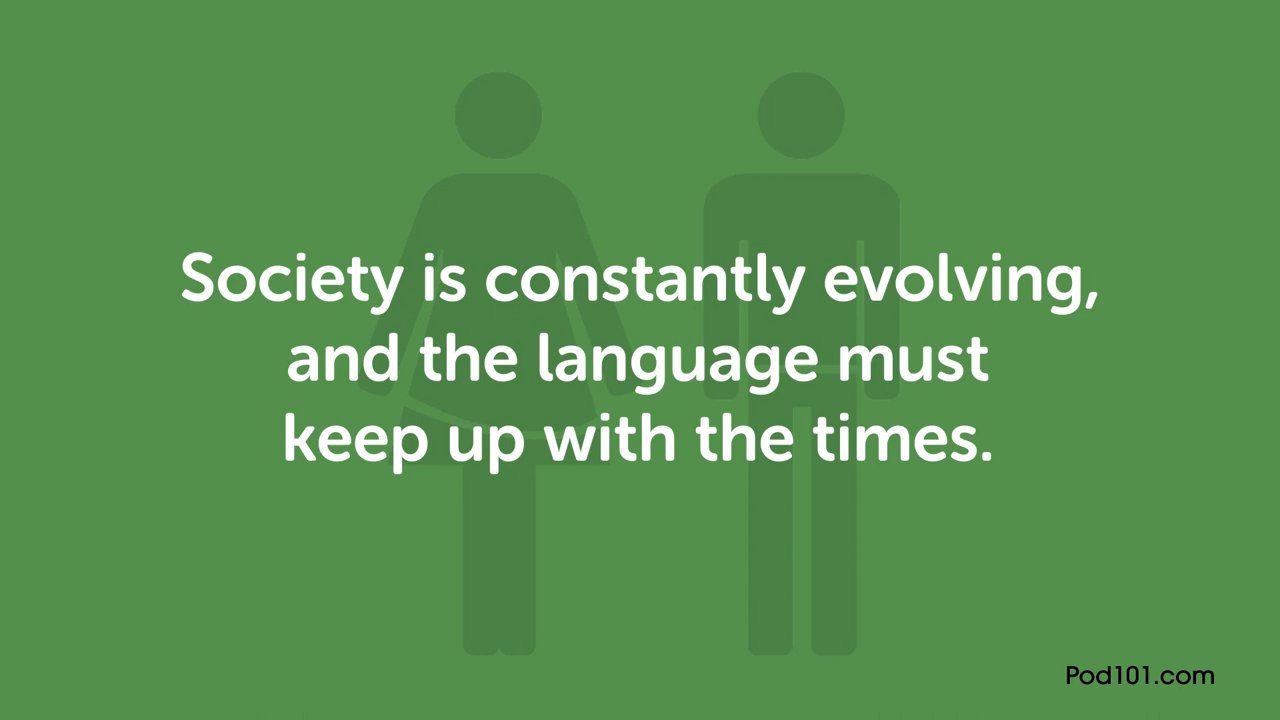 Society is constantly evolving,
and the language must
keep up with the times.
Pod101.com